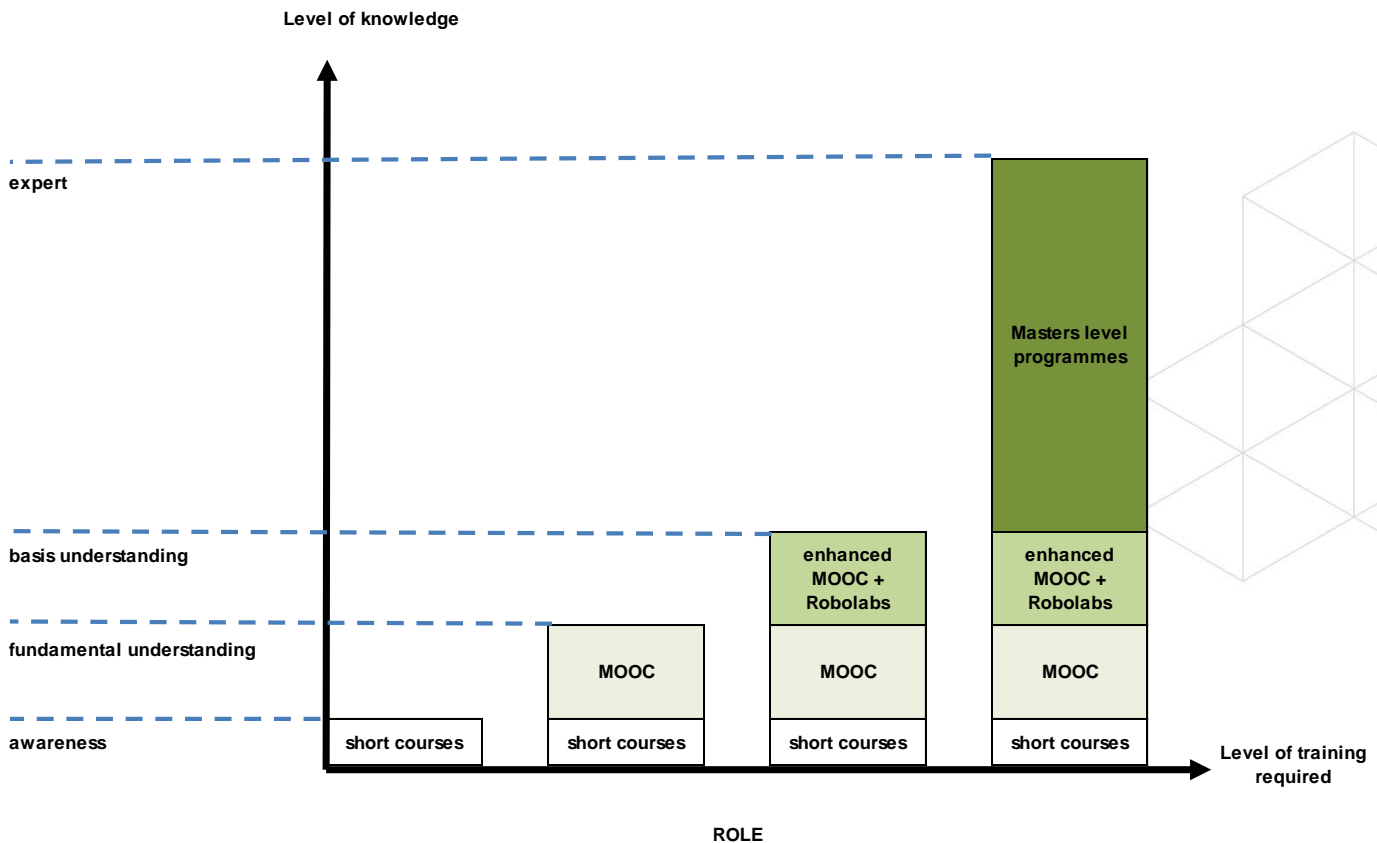 Level of knowledge
expert
Masters level
programmes
basis understanding
enhanced
MOOC +
Robolabs
enhanced
MOOC +
Robolabs
fundamental understanding
MOOC
MOOC
MOOC
awareness
short courses
short courses
short courses
short courses
Level of training
required
ROLE